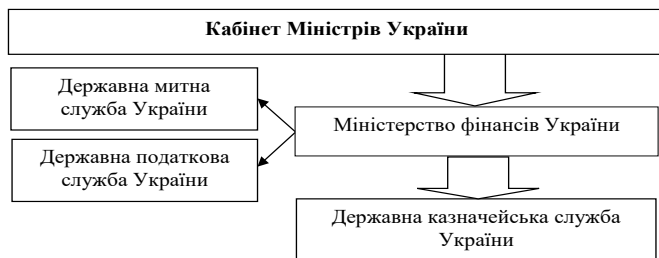 Кабінет Міністрів України
Державна митна
служба України
Міністерство фінансів України
Державна податкова
служба України
Державна казначейська служба
України